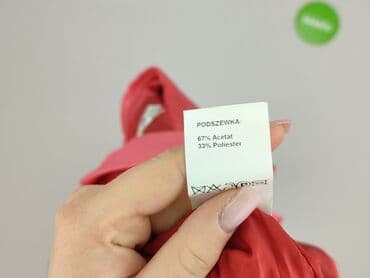 PODSZEWKA:
67% Acetat
33% Poliester